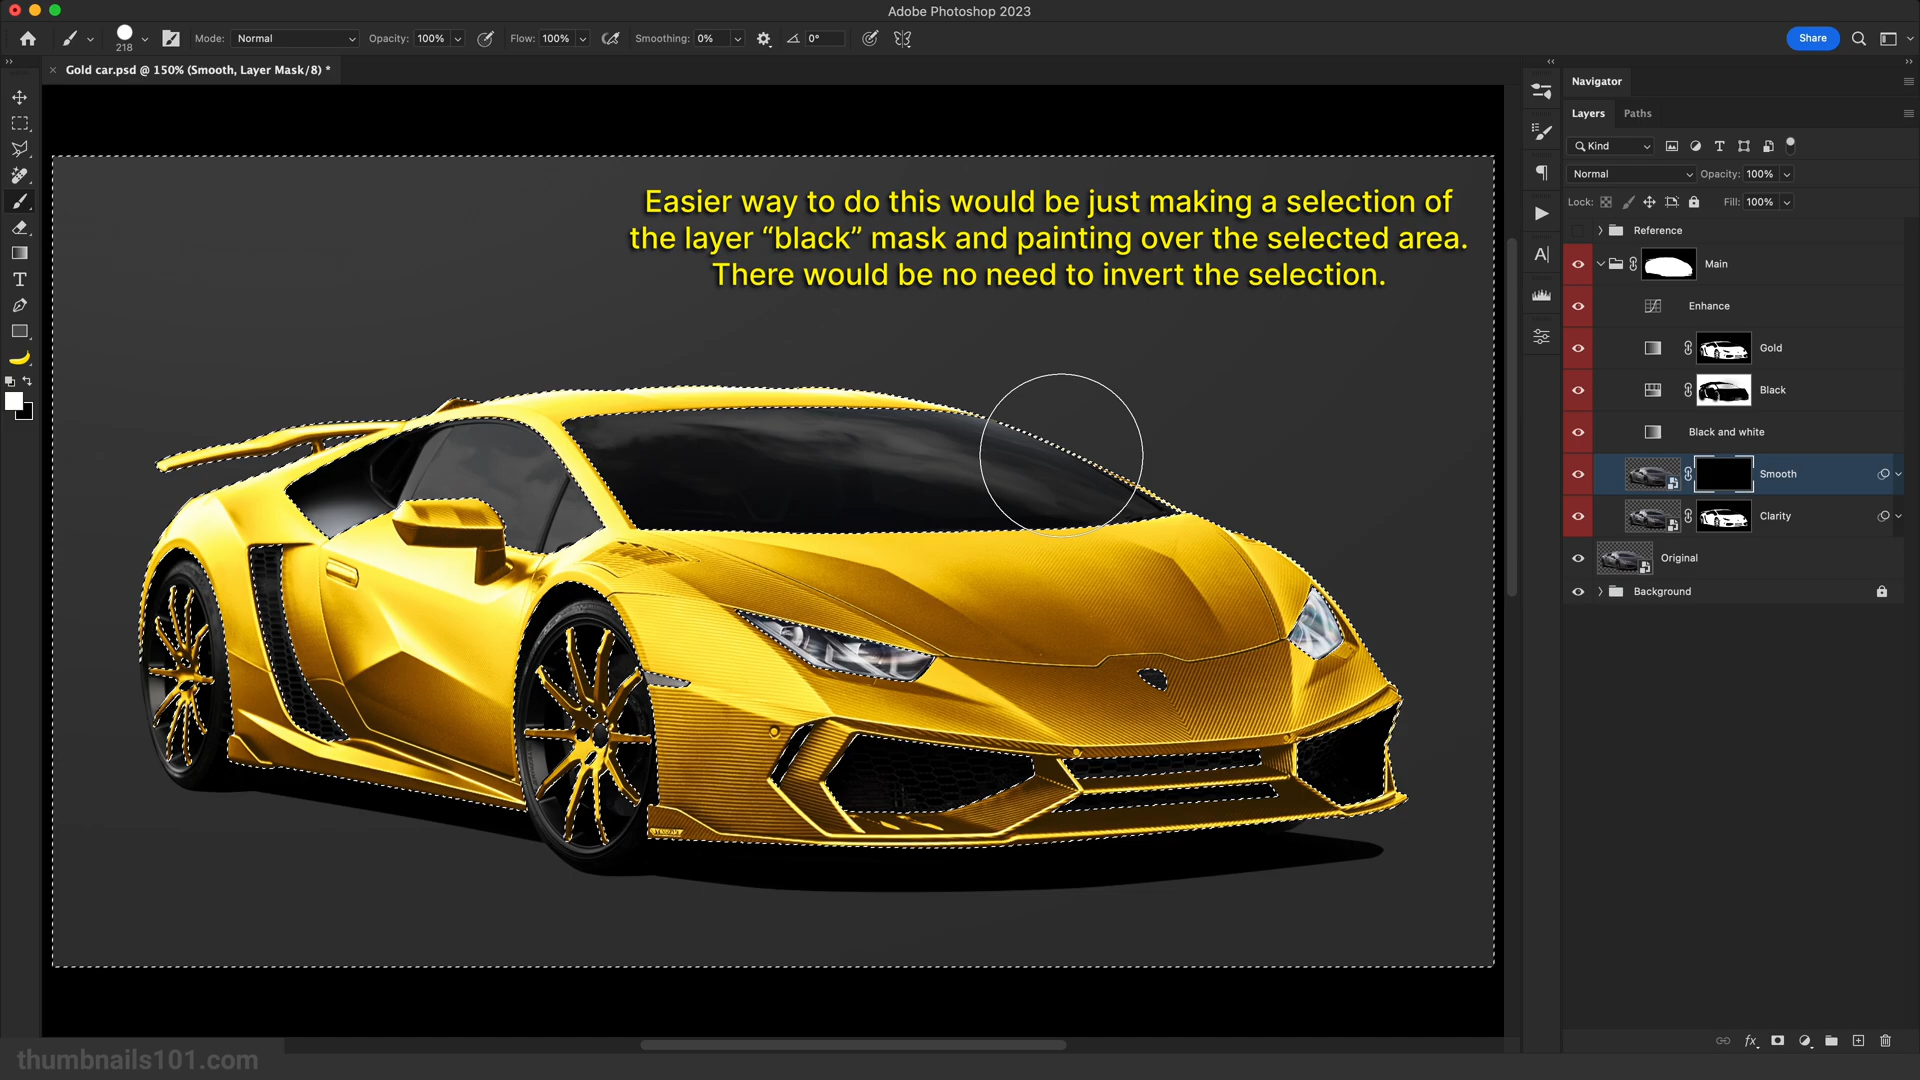 Adobe Photoshop 2023
218
Mode: Normal
Opacity: 100%
Flow: 100%
Smoothing: 0%
0°
Share
× Gold car.psd @ 150% (Smooth, Layer Mask/8) *
Navigator
Layers
Paths
Kind
Normal
Opacity: 100%
Lock:
Fill: 100%
Reference
Main
Enhance
Gold
Black
Black and white
Smooth
Clarity
Original
Background
fx
Easier way to do this would be just making a selection of
the layer “black” mask and painting over the selected area.
There would be no need to invert the selection.
thumbnails101.com